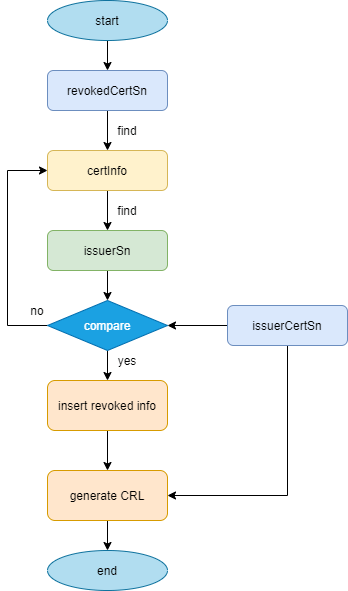 start
revokedCertSn
find
certInfo
find
issuerSn
no
compare
issuerCertSn
yes
insert revoked info
generate CRL
end